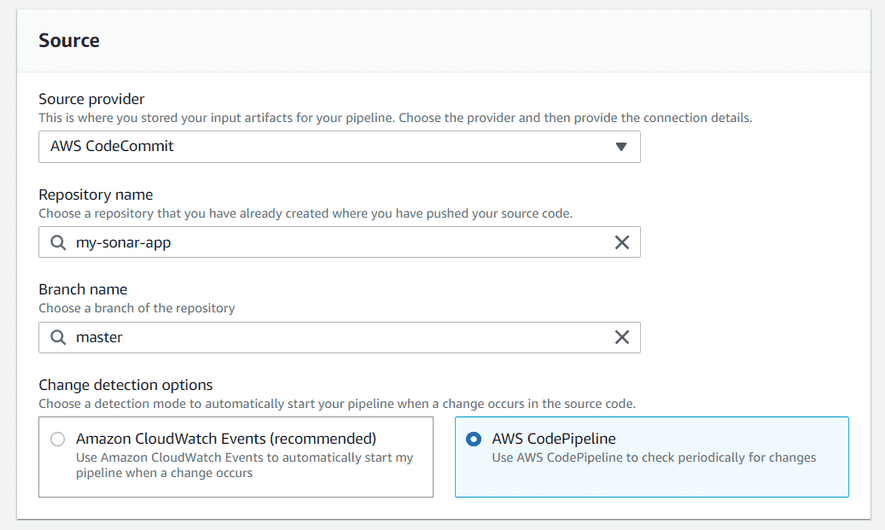 Source
Source provider
This is where you stored your input artifacts for your pipeline. Choose the provider and then provide the connection details.
AWS CodeCommit
Repository name
Choose a repository that you have already created where you have pushed your source code.
my-sonar-app
Branch name
Choose a branch of the repository
master
Change detection options
Choose a detection mode to automatically start your pipeline when a change occurs in the source code.
Amazon CloudWatch Events (recommended)
Use Amazon CloudWatch Events to automatically start my
pipeline when a change occurs
AWS CodePipeline
Use AWS CodePipeline to check periodically for changes